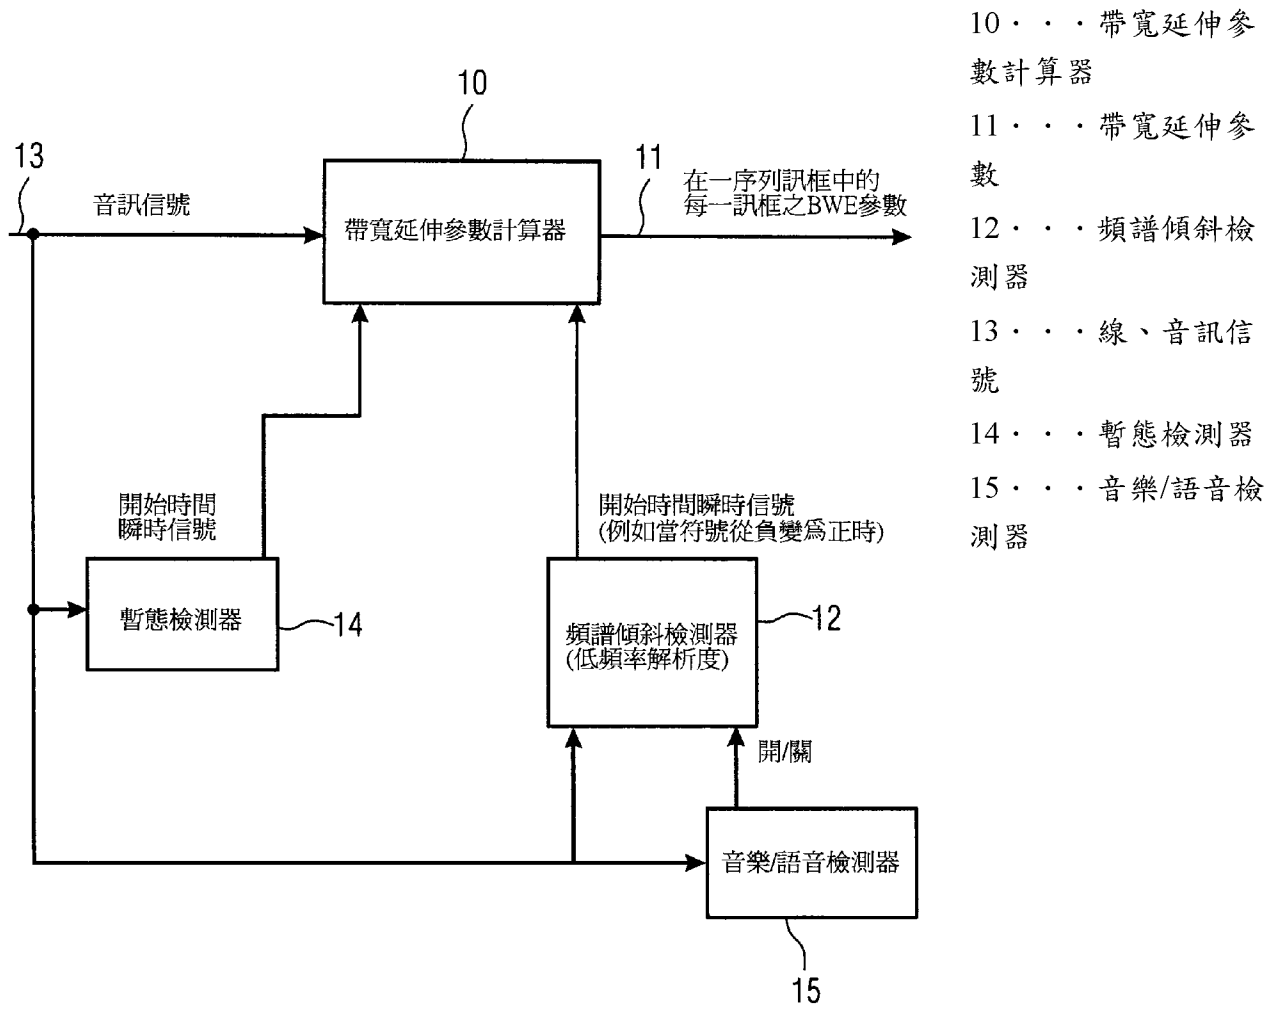 10
13
音訊信號
帶寬延伸參數計算器
11
在一序列訊框中的
每一訊框之BWE參數
開始時間
瞬時信號
暫態檢測器
14
開始時間瞬時信號
(例如當符號從負變爲正時)
頻譜傾斜檢測器
(低頻率解析度)
12
開/關
音樂/語音檢測器
15
10・・・帶寬延伸參
數計算器
11・・・帶寬延伸參
數
12・・・頻譜傾斜檢
測器
13・・・線、音訊信
號
14・・・暫態檢測器
15・・・音樂/語音檢
測器